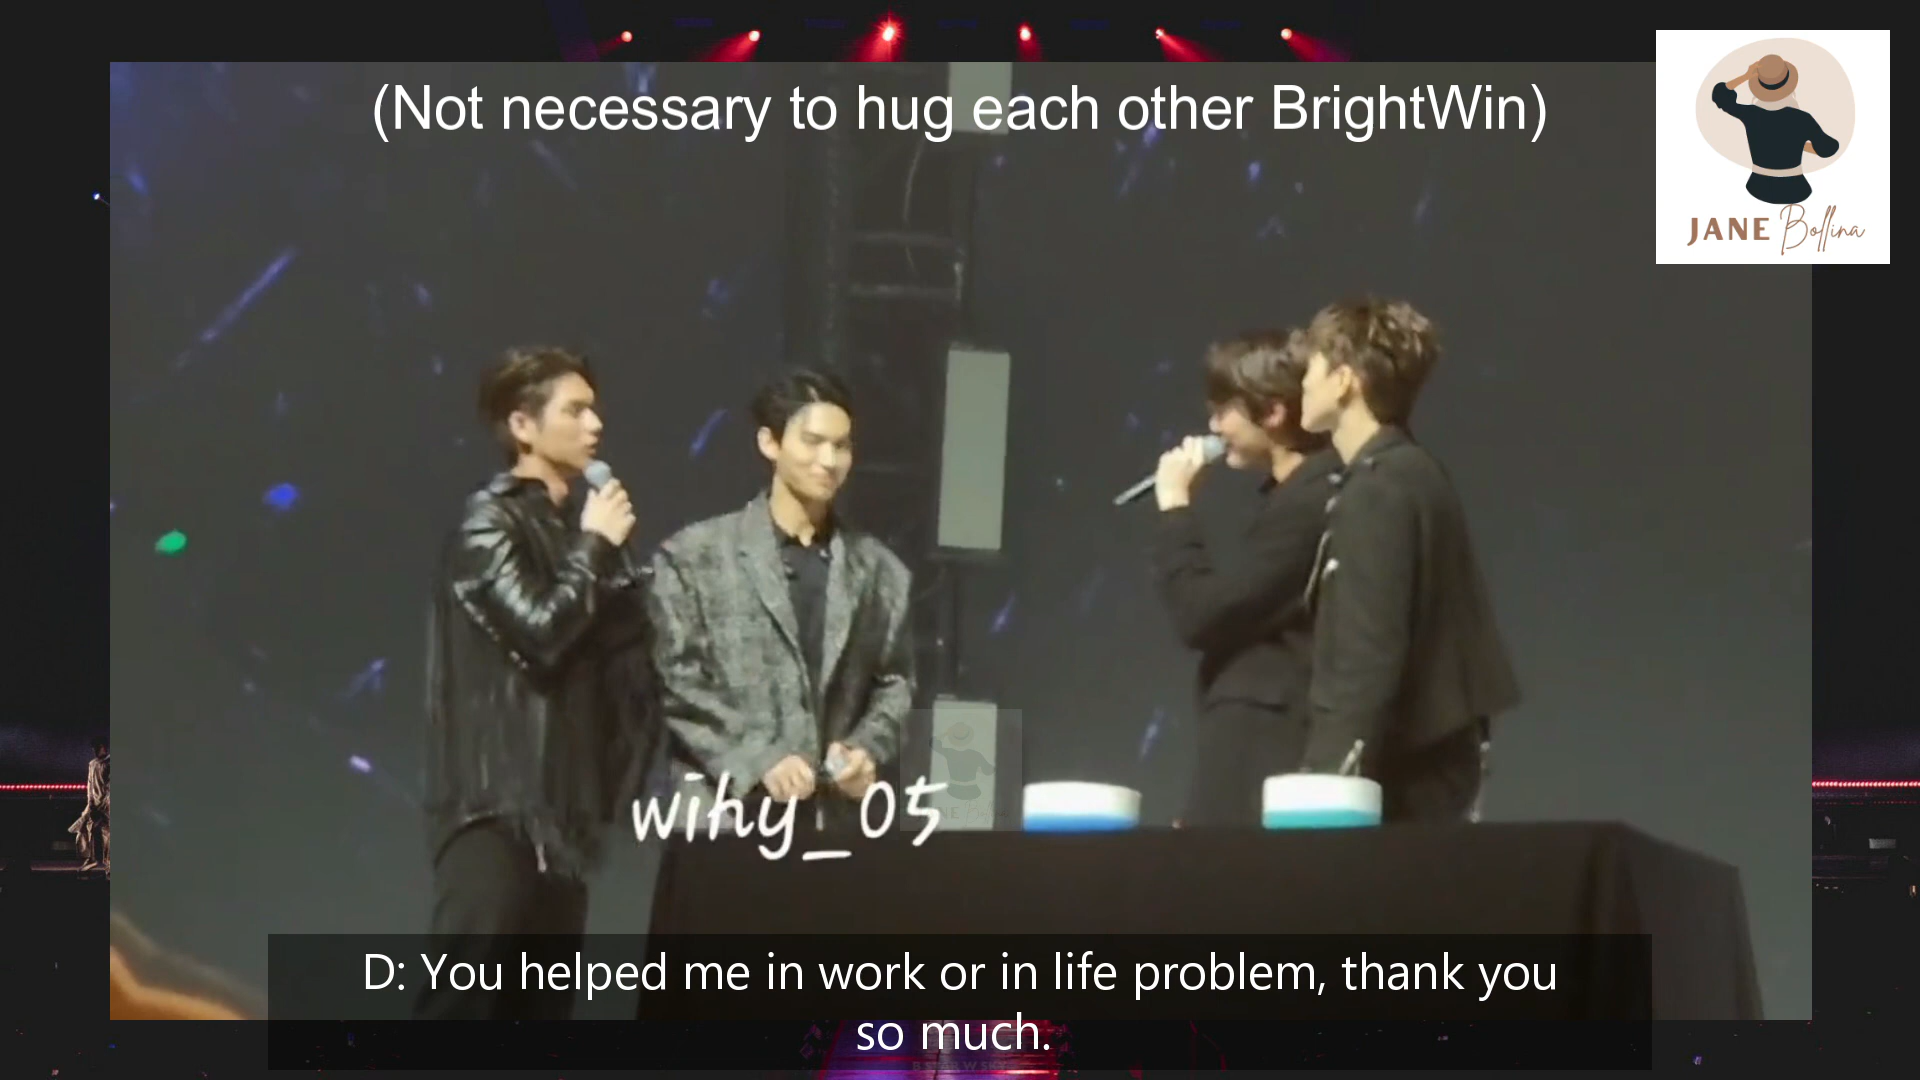 (Not necessary to hug each other BrightWin)
JANE Bollina
wihy_05
D: You helped me in work or in life problem, thank you
so much.